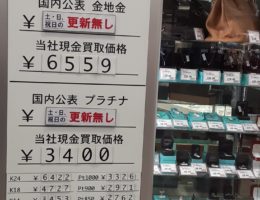 国内公表 金地金
¥ 土・日、祝日の 更新無し
当社現金買取価格
¥ 6559
国内公表 プラチナ
¥ 土・日、祝日の 更新無し
当社現金買取価格
¥ 3400
K24 ¥6422 Pt1000 ¥3326
K18 ¥4727 Pt900 ¥2971
¥3453 ¥2762